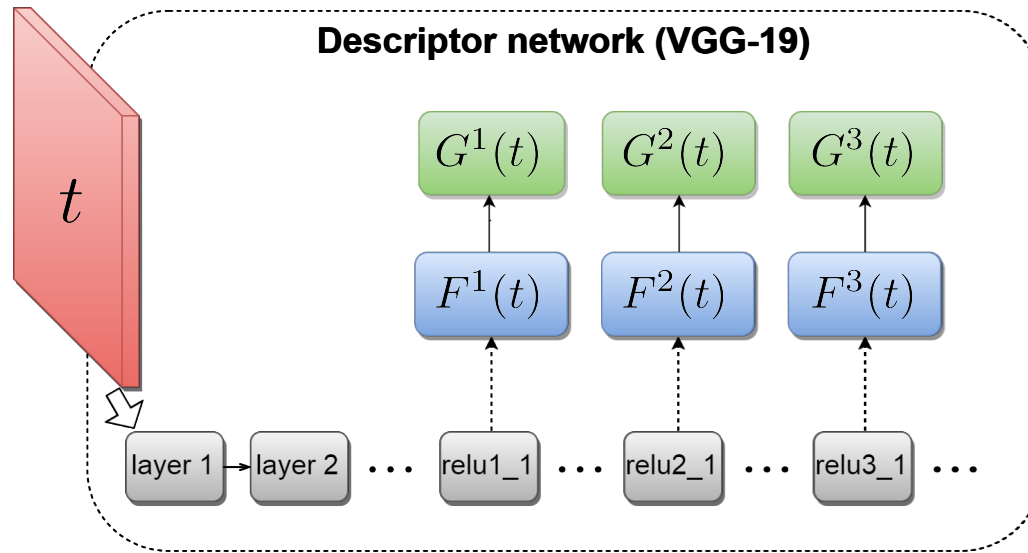 Descriptor network (VGG-19)
t
G¹(t) G²(t) G³(t)
F¹(t) F²(t) F³(t)
layer 1 layer 2 ... relu1_1 ... relu2_1 ... relu3_1 ...